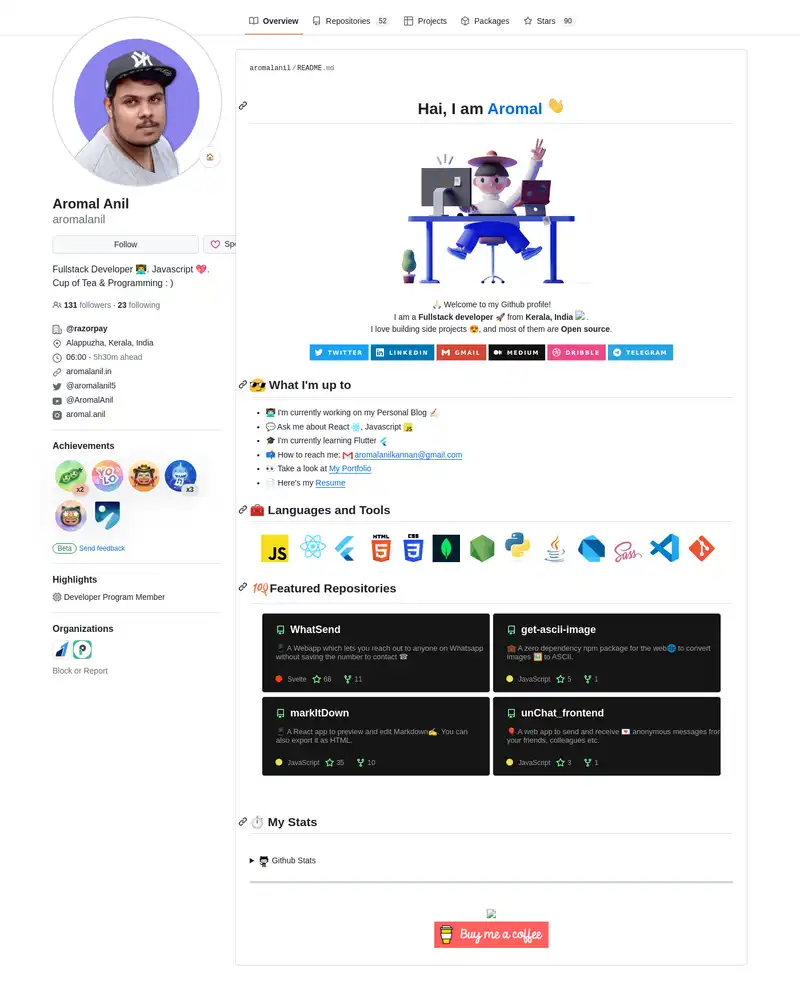 Overview
Repositories 52
Projects
Packages
Stars 90
Aromal Anil
aromalanil
Follow
Fullstack Developer 👨‍💻. Javascript 💖.
Cup of Tea & Programming : )
131 followers · 23 following
@razorpay
Alappuzha, Kerala, India
06:00 - 5h30m ahead
aromalanil.in
@aromalanil5
@AromalAnil
aromal.anil
Achievements
YOLO
x2
x3
Beta Send feedback
Highlights
Developer Program Member
Organizations
Block or Report
aromalanil/README.md
Hai, I am Aromal 👋
🙏🏻 Welcome to my Github profile!
I am a Fullstack developer 🚀 from Kerala, India .
I love building side projects 😍, and most of them are Open source.
TWITTER
LINKEDIN
GMAIL
MEDIUM
DRIBBLE
TELEGRAM
😎 What I'm up to
👨🏻‍💻 I'm currently working on my Personal Blog ✍🏻
💬 Ask me about React , Javascript JS
🎓 I'm currently learning Flutter
📫 How to reach me: aromalanilkannan@gmail.com
👀 Take a look at My Portfolio
📄 Here's my Resume
🧰 Languages and Tools
JS
HTML
5
CSS
3
Java
Sass
💯 Featured Repositories
WhatSend
📱 A Webapp which lets you reach out to anyone on Whatsapp
without saving the number to contact ☎
Svelte 68 11
get-ascii-image
💼 A zero dependency npm package for the web🌐 to convert
images 🖼️ to ASCII.
JavaScript 5 1
markItDown
📱 A React app to preview and edit Markdown✍️. You can
also export it as HTML.
JavaScript 35 10
unChat_frontend
🎈 A web app to send and receive 💌 anonymous messages from
your friends, colleagues etc.
JavaScript 3 1
⏱️ My Stats
Github Stats
Buy me a coffee